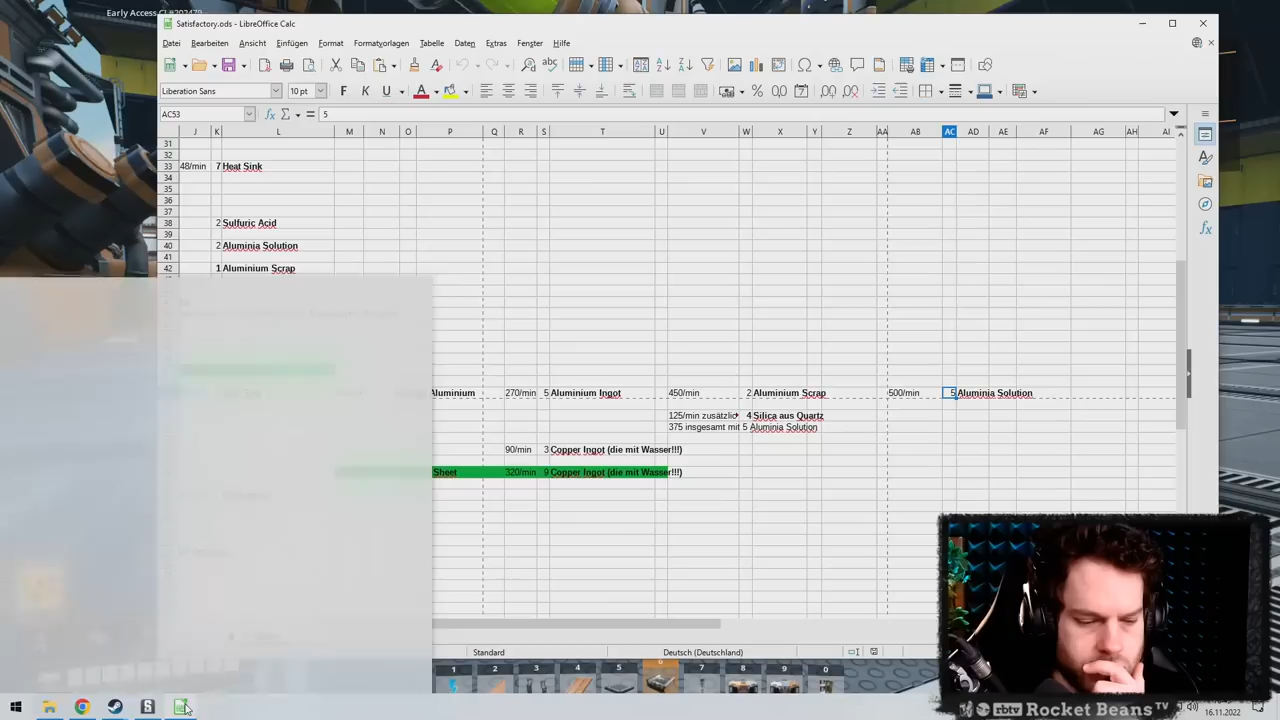 Early Access CL#202479
Satisfactory.ods - LibreOffice Calc
Datei Bearbeiten Ansicht Einfügen Format Formatvorlagen Tabelle Daten Extras Fenster Hilfe
Liberation Sans 10 pt F K U
AC53 5
J K L M N O P Q R S T U V W X Y Z AA AB AC AD AE AF AG AH AI
31
32
33 48/min 7 Heat Sink
34
35
36
37
38 2 Sulfuric Acid
39
40 2 Aluminia Solution
41
42 1 Aluminium Scrap
Aluminium 270/min 5 Aluminium Ingot 450/min 2 Aluminium Scrap 500/min 5 Aluminia Solution
125/min zusätzlic 4 Silica aus Quartz
375 insgesamt mit 5 Aluminia Solution
90/min 3 Copper Ingot (die mit Wasser!!!)
Sheet 320/min 9 Copper Ingot (die mit Wasser!!!)
Standard Deutsch (Deutschland)
1 2 3 4 5 6 7 8 9 0
rbtv Rocket Beans TV
16.11.2022